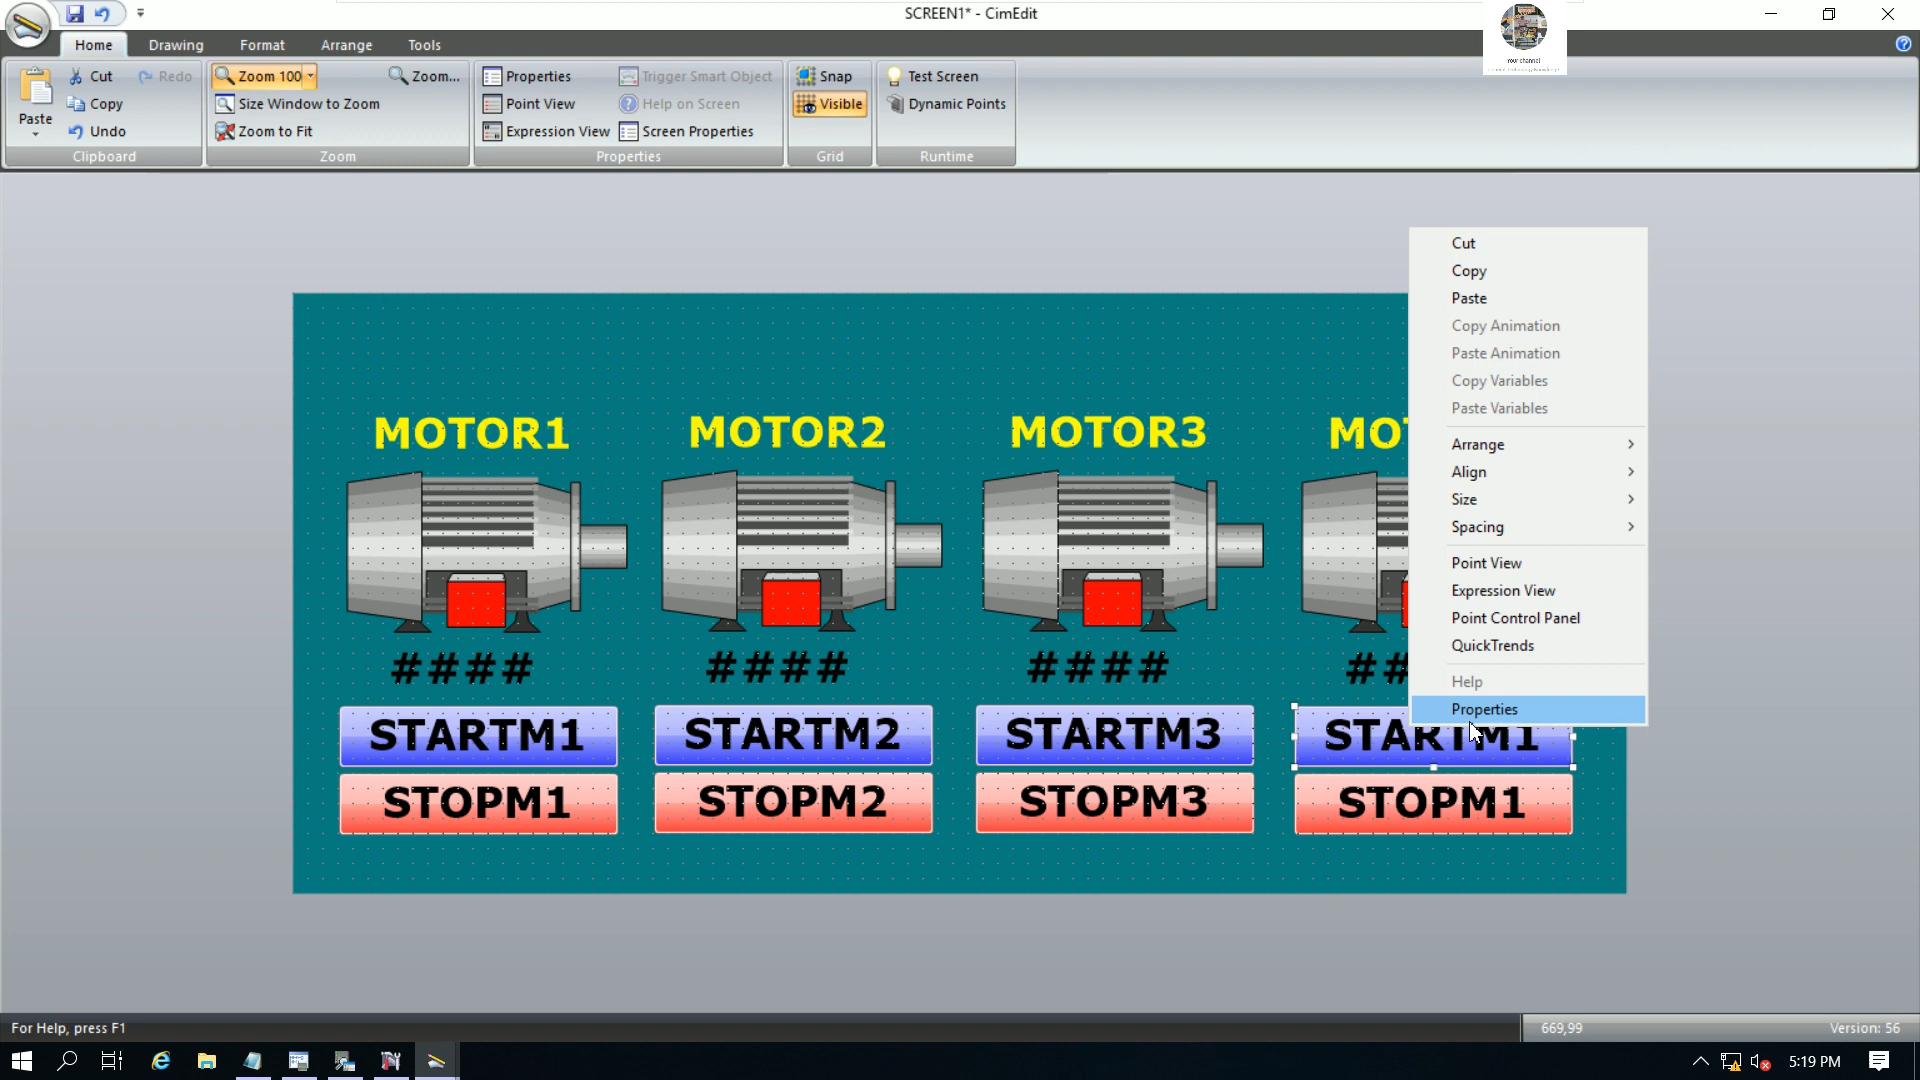 SCREEN1* - CimEdit
Home Drawing Format Arrange Tools
Your channel
Paste
Cut
Copy
Undo
Redo
Clipboard
Zoom 100
Size Window to Zoom
Zoom to Fit
Zoom...
Zoom
Properties
Point View
Expression View
Trigger Smart Object
Help on Screen
Screen Properties
Properties
Snap
Visible
Grid
Test Screen
Dynamic Points
Runtime
MOTOR1 MOTOR2 MOTOR3 MO
#### #### #### ##
STARTM1 STARTM2 STARTM3 STARTM1
STOPM1 STOPM2 STOPM3 STOPM1
Cut
Copy
Paste
Copy Animation
Paste Animation
Copy Variables
Paste Variables
Arrange
Align
Size
Spacing
Point View
Expression View
Point Control Panel
QuickTrends
Help
Properties
For Help, press F1
669,99
Version: 56
5:19 PM